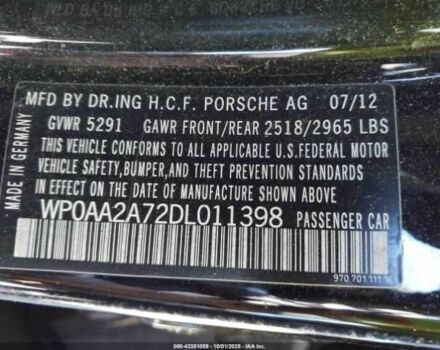 MFD BY DR.ING H.C.F. PORSCHE AG 07/12
GVWR 5291 GAWR FRONT/REAR 2518/2965 LBS
THIS VEHICLE CONFORMS TO ALL APPLICABLE U.S.FEDERAL MOTOR
VEHICLE SAFETY,BUMPER, AND THEFT PREVENTION STANDARDS
IN EFFECT ON THE DATE OF MANUFACTURE SHOWN ABOVE
WP0AA2A72DL011398 PASSENGER CAR
970.701.111.16
Made in Germany
000-43351059 10/01/2025 IAA Inc.